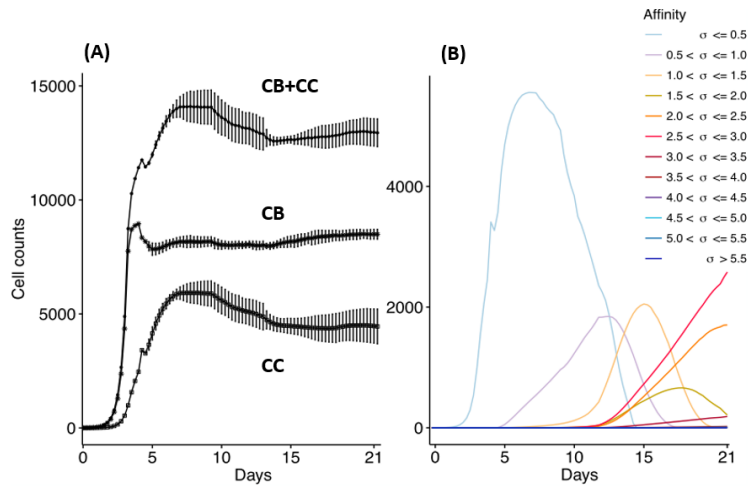 (A)
15000
10000
5000
0
Cell counts
CB+CC
CB
CC
0 5 10 15 21
Days
(B)
4000
2000
0
0 5 10 15 21
Days
Affinity
σ <= 0.5
0.5 < σ <= 1.0
1.0 < σ <= 1.5
1.5 < σ <= 2.0
2.0 < σ <= 2.5
2.5 < σ <= 3.0
3.0 < σ <= 3.5
3.5 < σ <= 4.0
4.0 < σ <= 4.5
4.5 < σ <= 5.0
5.0 < σ <= 5.5
σ > 5.5